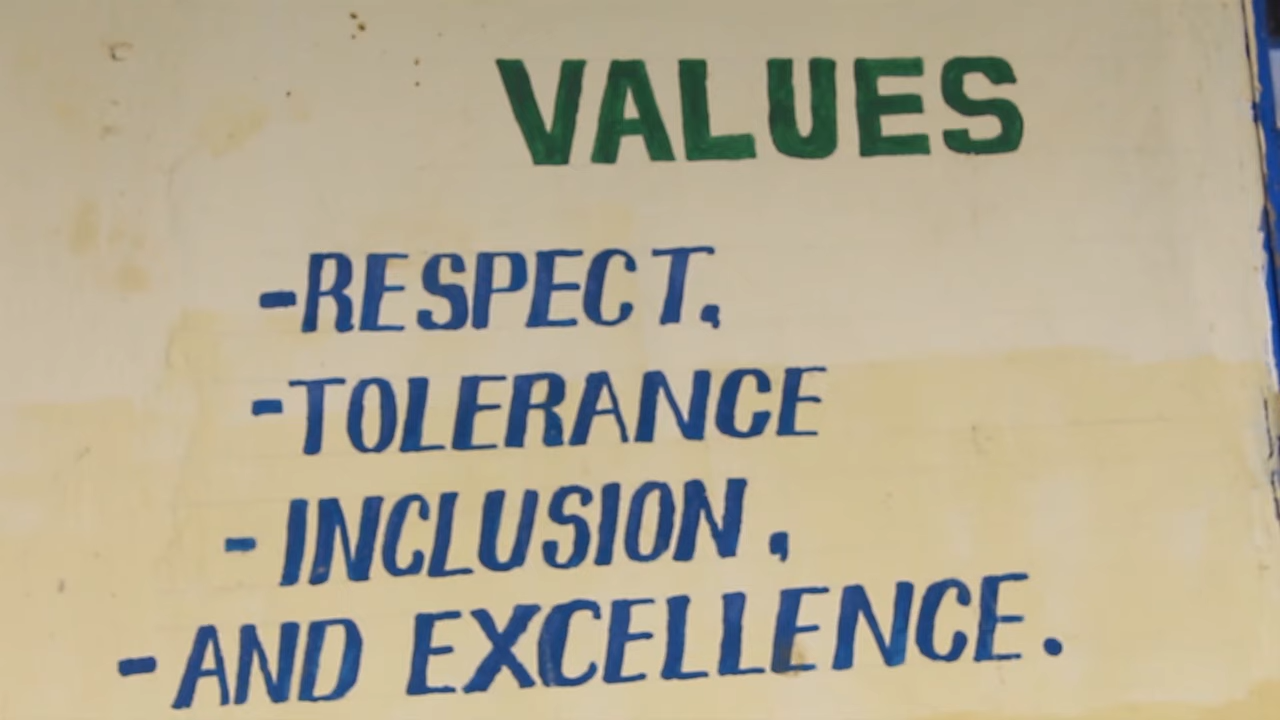 VALUES
-RESPECT,
-TOLERANCE
- INCLUSION,
- AND EXCELLENCE.